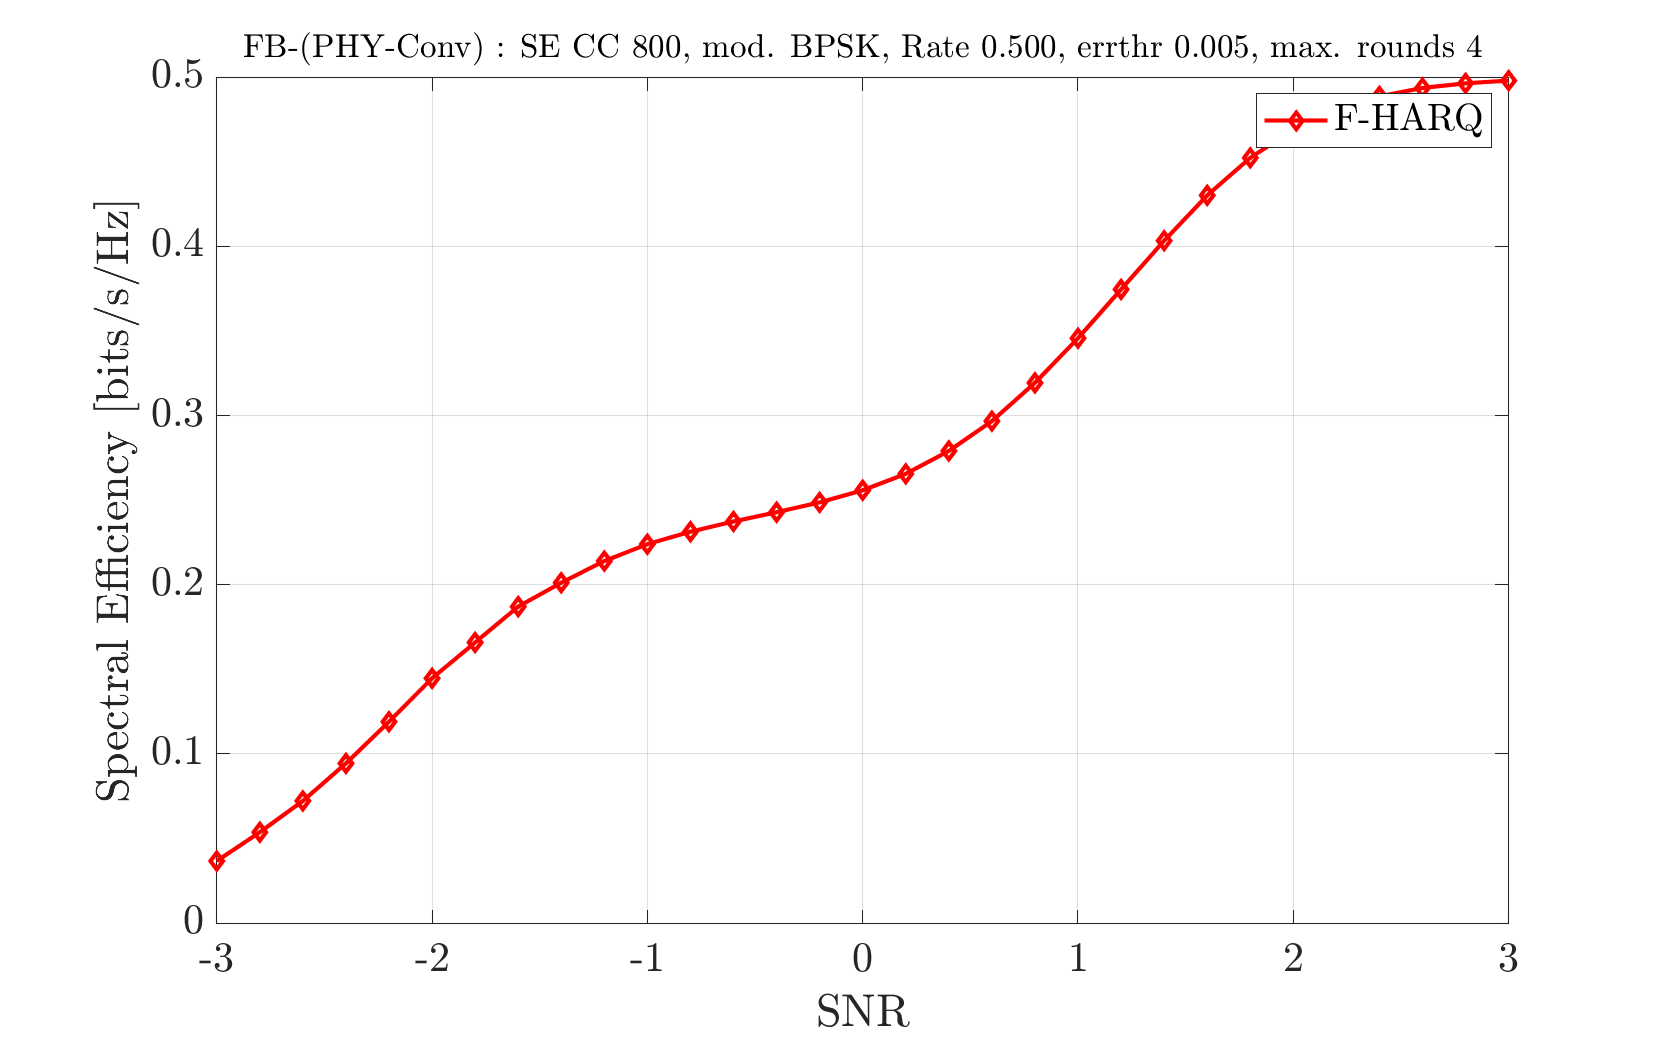 FB-(PHY-Conv) : SE CC 800, mod. BPSK, Rate 0.500, errthr 0.005, max. rounds 4
F-HARQ
Spectral Efficiency [bits/s/Hz]
0.5
0.4
0.3
0.2
0.1
0
-3 -2 -1 0 1 2 3
SNR